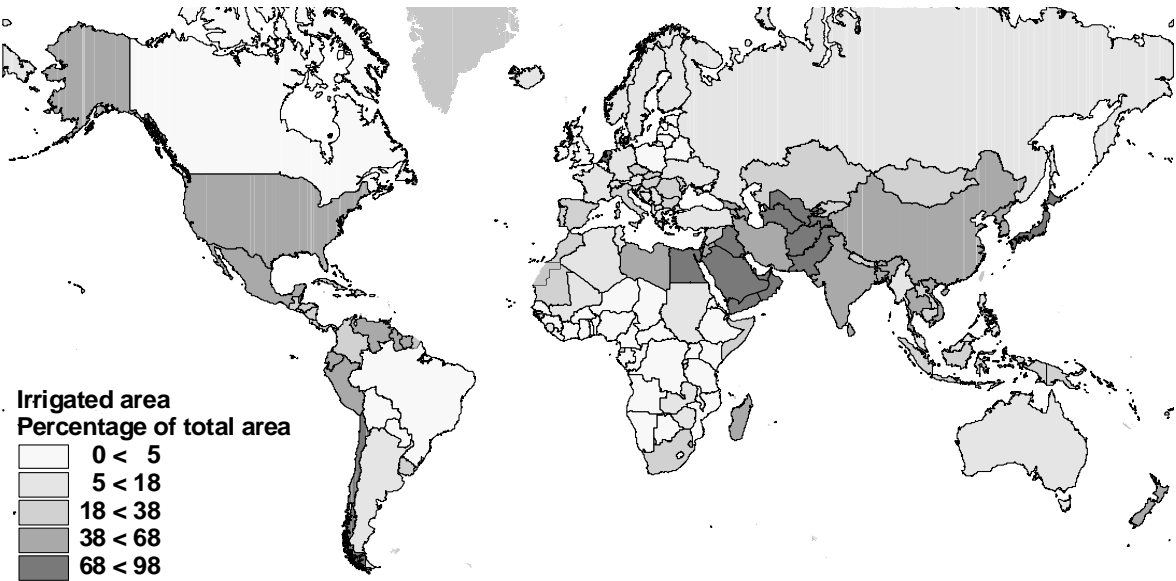 Irrigated area
Percentage of total area
0 < 5
5 < 18
18 < 38
38 < 68
68 < 98